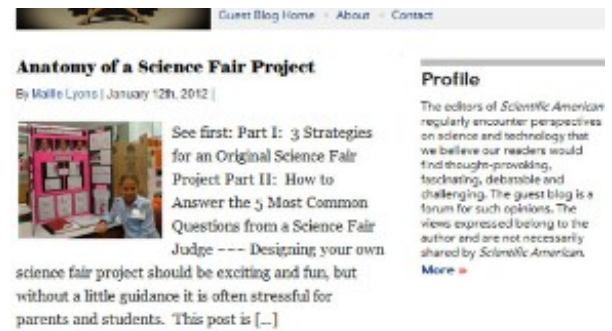 Guest Blog Home
About
Contact
Anatomy of a Science Fair Project
By Mallie Lyons | January 12th, 2012 |
See first: Part I: 3 Strategies
for an Original Science Fair
Project Part II: How to
Answer the 5 Most Common
Questions from a Science Fair
Judge ~~~ Designing your own
science fair project should be exciting and fun, but
without a little guidance it is often stressful for
parents and students. This post is [...]
Profile
The editors of Scientific American
regularly encounter perspectives
on science and technology that
we believe our readers would
find thought-provoking,
fascinating, debatable and
challenging. The guest blog is a
forum for such opinions. The
views expressed belong to the
author and are not necessarily
shared by Scientific American.
More »